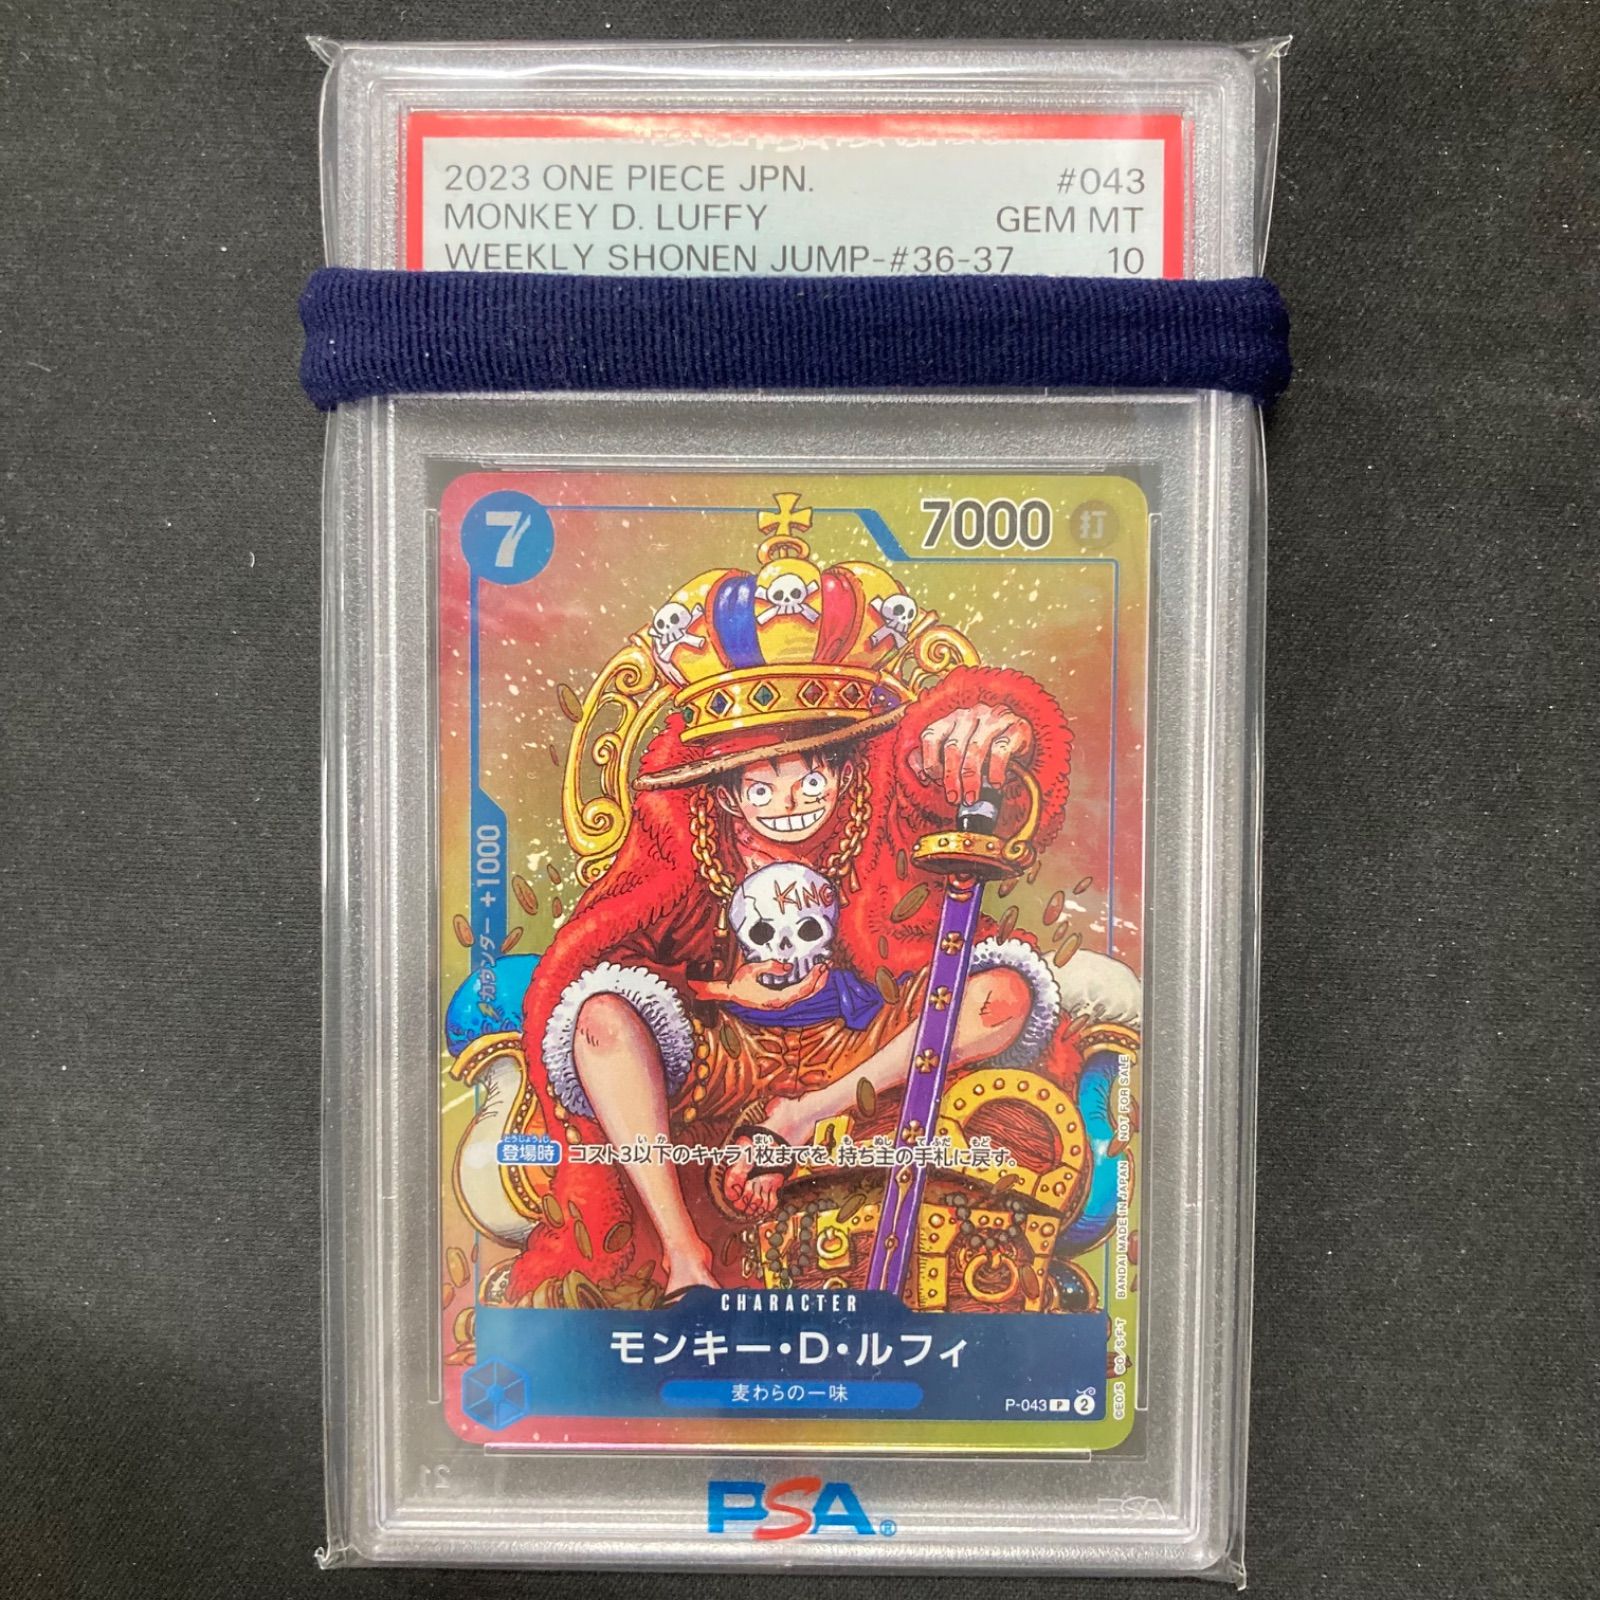 2023 ONE PIECE JPN. #043
MONKEY D. LUFFY GEM MT
WEEKLY SHONEN JUMP-#36-37 10
7
7000 打
KING
カウンター +1000
登場時 コスト3以下のキャラ1枚までを、持ち主の手札に戻す。
CHARACTER
モンキー・D・ルフィ
麦わらの一味
P-043 P 2
©EO/S CO/S・F・T BANDAI MADE IN JAPAN NOT FOR SALE
PSA
PSA
21